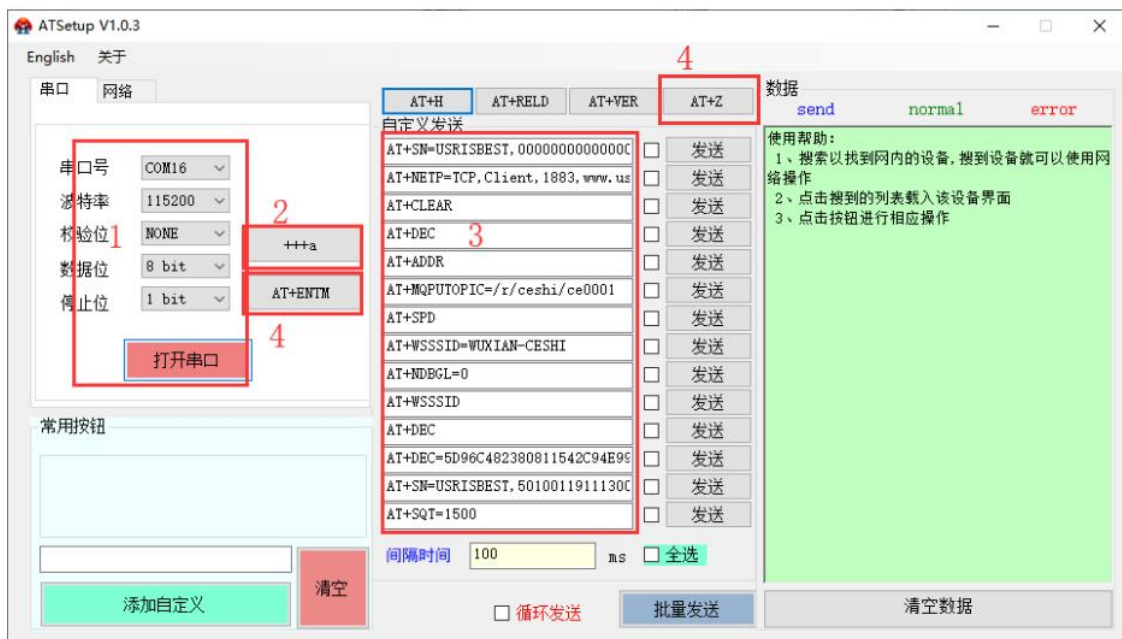 ATSetup V1.0.3
English 关于
串口 网络
串口号 COM16
波特率 115200
校验位 NONE
数据位 8 bit
停止位 1 bit
打开串口
1
2
+++a
AT+ENTM
4
常用按钮
添加自定义
清空
4
AT+H AT+RELD AT+VER AT+Z
自定义发送
AT+SN=USRISBEST,00000000000000 发送
AT+NETP=TCP,Client,1883,www.us 发送
AT+CLEAR 发送
AT+DEC 发送
3
AT+ADDR 发送
AT+MQPUTOPIC=/r/ceshi/ce0001 发送
AT+SPD 发送
AT+WSSSID=WUXIAN-CESHI 发送
AT+NDBGL=0 发送
AT+WSSSID 发送
AT+DEC 发送
AT+DEC=5D96C482380811542C94E99 发送
AT+SN=USRISBEST,5010011911130 发送
AT+SQT=1500 发送
间隔时间 100 ms 全选
循环发送 批量发送
数据
send normal error
使用帮助:
1、搜索以找到网内的设备,搜到设备就可以使用网
络操作
2、点击搜到的列表载入该设备界面
3、点击按钮进行相应操作
清空数据